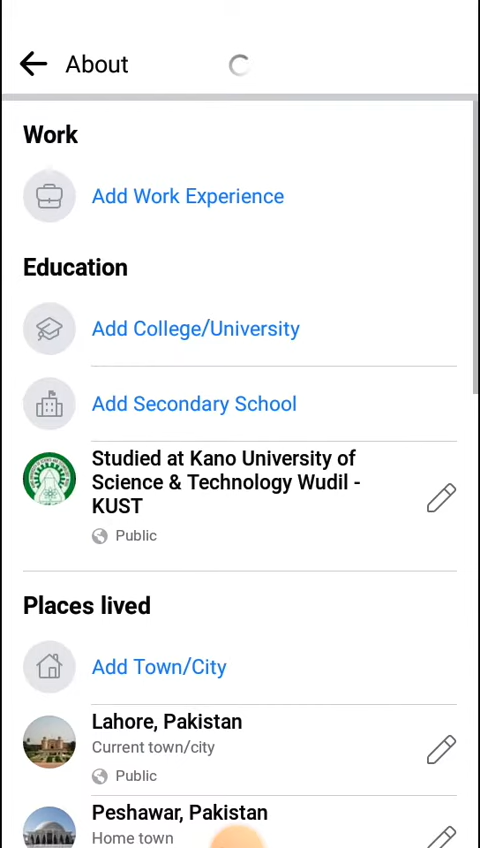 About
Work
Add Work Experience
Education
Add College/University
Add Secondary School
Studied at Kano University of
Science & Technology Wudil -
KUST
Public
Places lived
Add Town/City
Lahore, Pakistan
Current town/city
Public
Peshawar, Pakistan
Home town